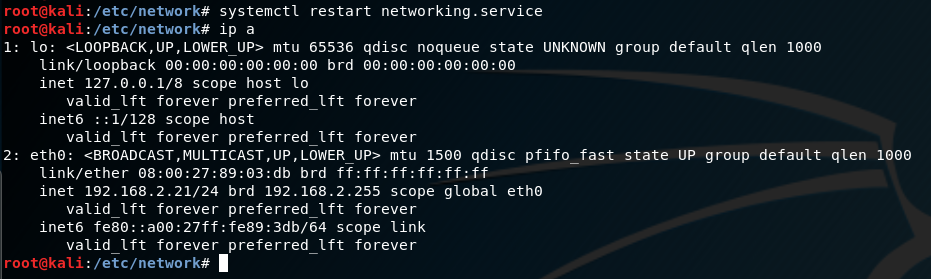 root@kali:/etc/network# systemctl restart networking.service
root@kali:/etc/network# ip a
1: lo: <LOOPBACK,UP,LOWER_UP> mtu 65536 qdisc noqueue state UNKNOWN group default qlen 1000
    link/loopback 00:00:00:00:00:00 brd 00:00:00:00:00:00
    inet 127.0.0.1/8 scope host lo
       valid_lft forever preferred_lft forever
    inet6 ::1/128 scope host
       valid_lft forever preferred_lft forever
2: eth0: <BROADCAST,MULTICAST,UP,LOWER_UP> mtu 1500 qdisc pfifo_fast state UP group default qlen 1000
    link/ether 08:00:27:89:03:db brd ff:ff:ff:ff:ff:ff
    inet 192.168.2.21/24 brd 192.168.2.255 scope global eth0
       valid_lft forever preferred_lft forever
    inet6 fe80::a00:27ff:fe89:3db/64 scope link
       valid_lft forever preferred_lft forever
root@kali:/etc/network#